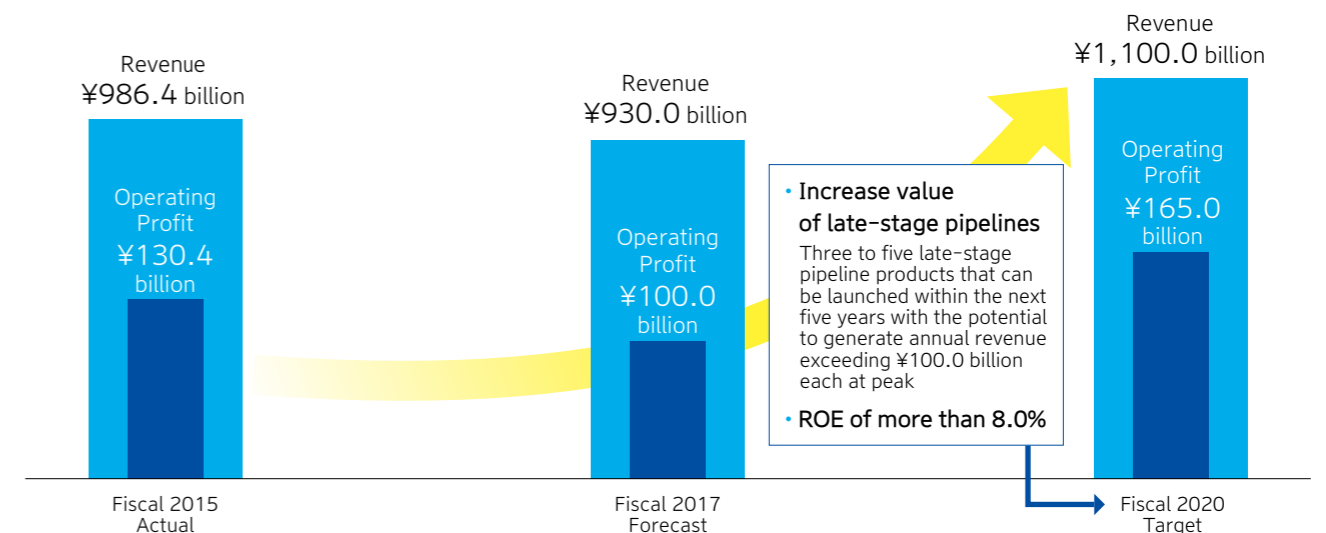 Revenue
¥986.4 billion
Operating
Profit
¥130.4
billion
Fiscal 2015
Actual
Revenue
¥930.0 billion
Operating
Profit
¥100.0
billion
Fiscal 2017
Forecast
• Increase value
of late-stage pipelines
Three to five late-stage
pipeline products that can
be launched within the next
five years with the potential
to generate annual revenue
exceeding ¥100.0 billion
each at peak
• ROE of more than 8.0%
Revenue
¥1,100.0 billion
Operating
Profit
¥165.0
billion
Fiscal 2020
Target